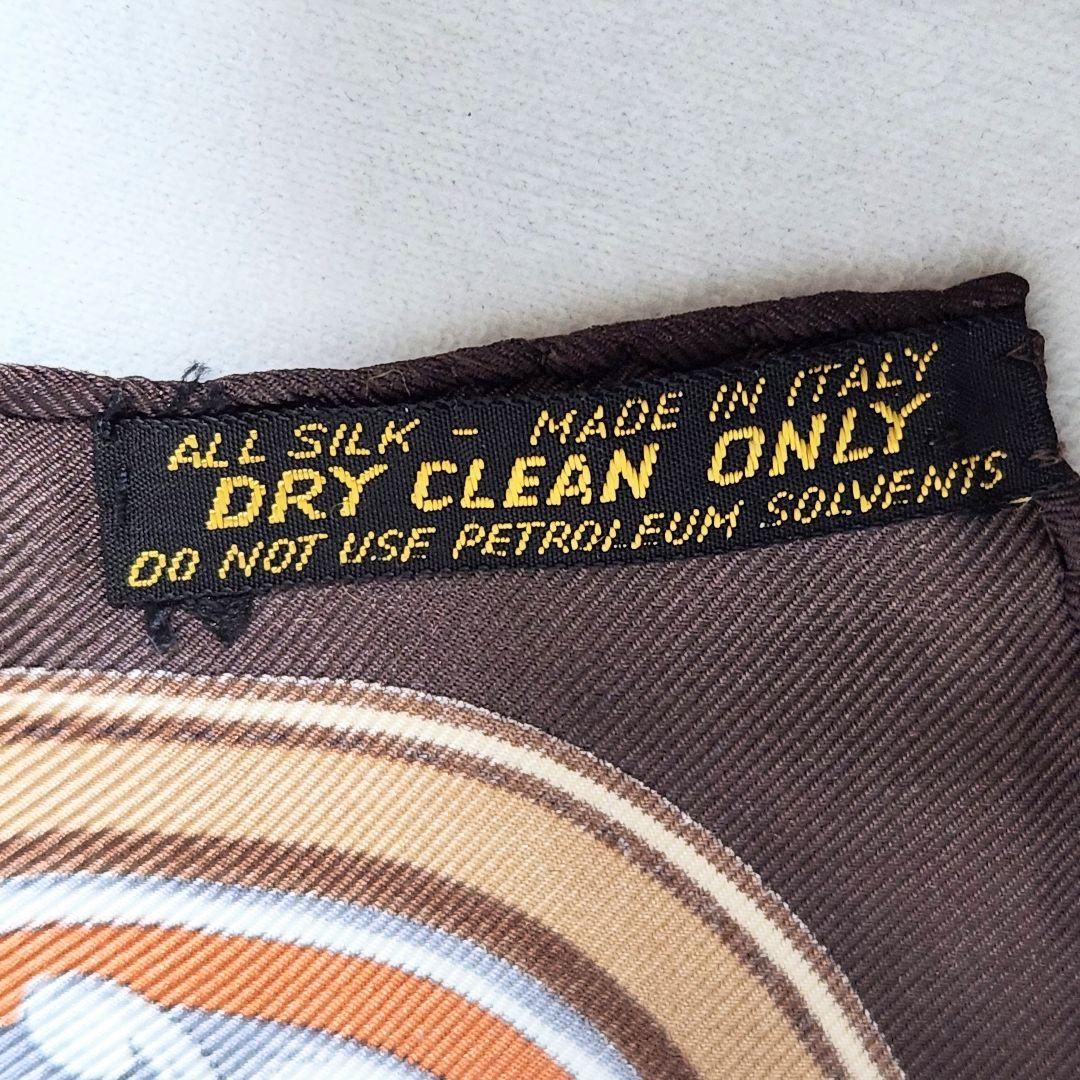 ALL SILK - MADE IN ITALY
DRY CLEAN ONLY
DO NOT USE PETROLEUM SOLVENTS